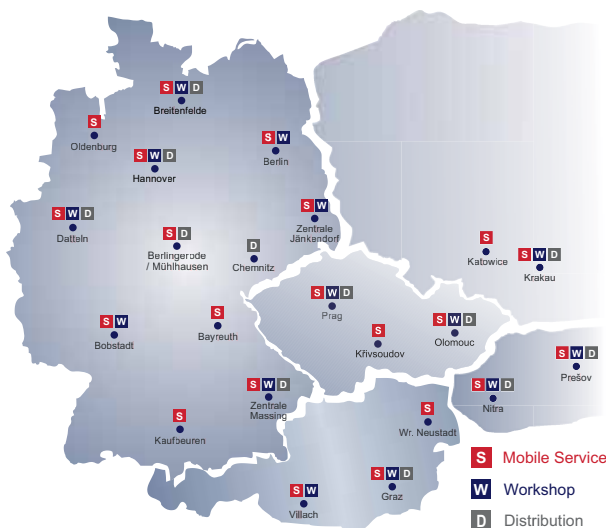 S W D
Breitenfelde
S
Oldenburg
S W
Berlin
S W D
Hannover
S W
Zentrale
Jänkendorf
S W D
Datteln
S D
Berlingerode
/ Mühlhausen
D
Chemnitz
S
Katowice
S W D
Krakau
S W D
Prag
S
Bayreuth
S W
Bobstadt
S
Křivsoudov
S W D
Olomouc
S W D
Prešov
S W D
Zentrale
Massing
S W D
Nitra
S
Kaufbeuren
S
Wr. Neustadt
S W
Villach
S W D
Graz
S Mobile Service
W Workshop
D Distribution